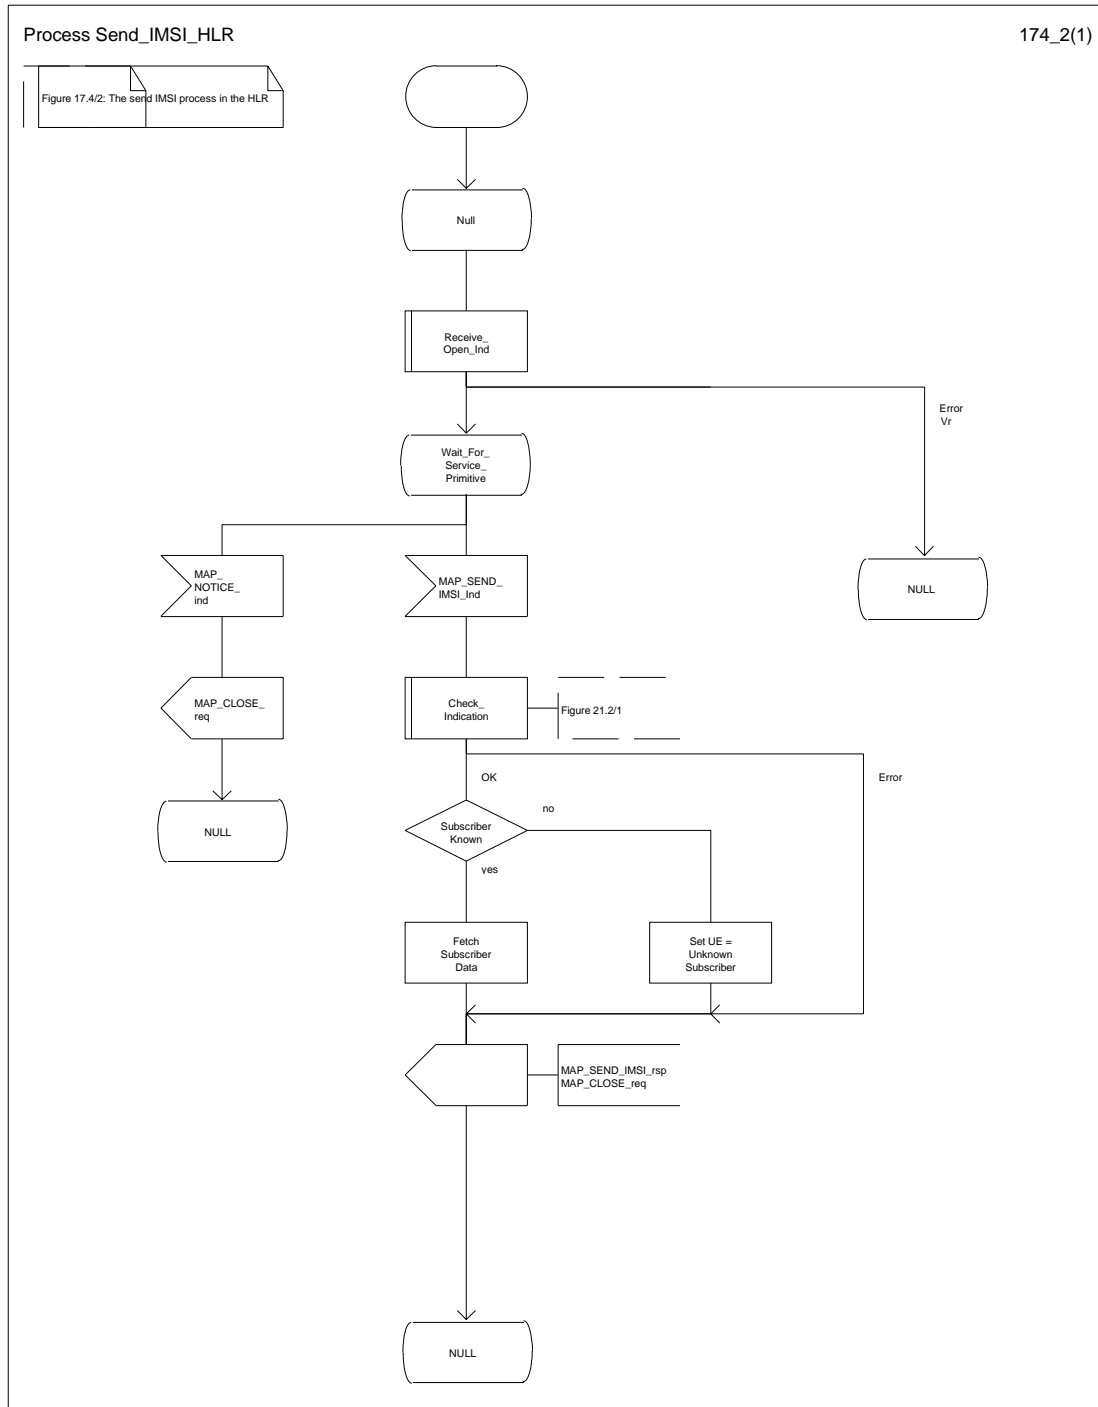 Process Send_IMSI_HLR
174_2(1)
Figure 17.4/2: The send IMSI process in the HLR
Null
Receive_
Open_Ind
Error
Vr
Wait_For_
Service_
Primitive
MAP_
NOTICE_
ind
MAP_SEND_
IMSI_Ind
NULL
MAP_CLOSE_
req
Check_
Indication
Figure 21.2/1
OK
Error
NULL
Subscriber
Known
no
yes
Fetch
Subscriber
Data
Set UE =
Unknown
Subscriber
MAP_SEND_IMSI_rsp
MAP_CLOSE_req
NULL